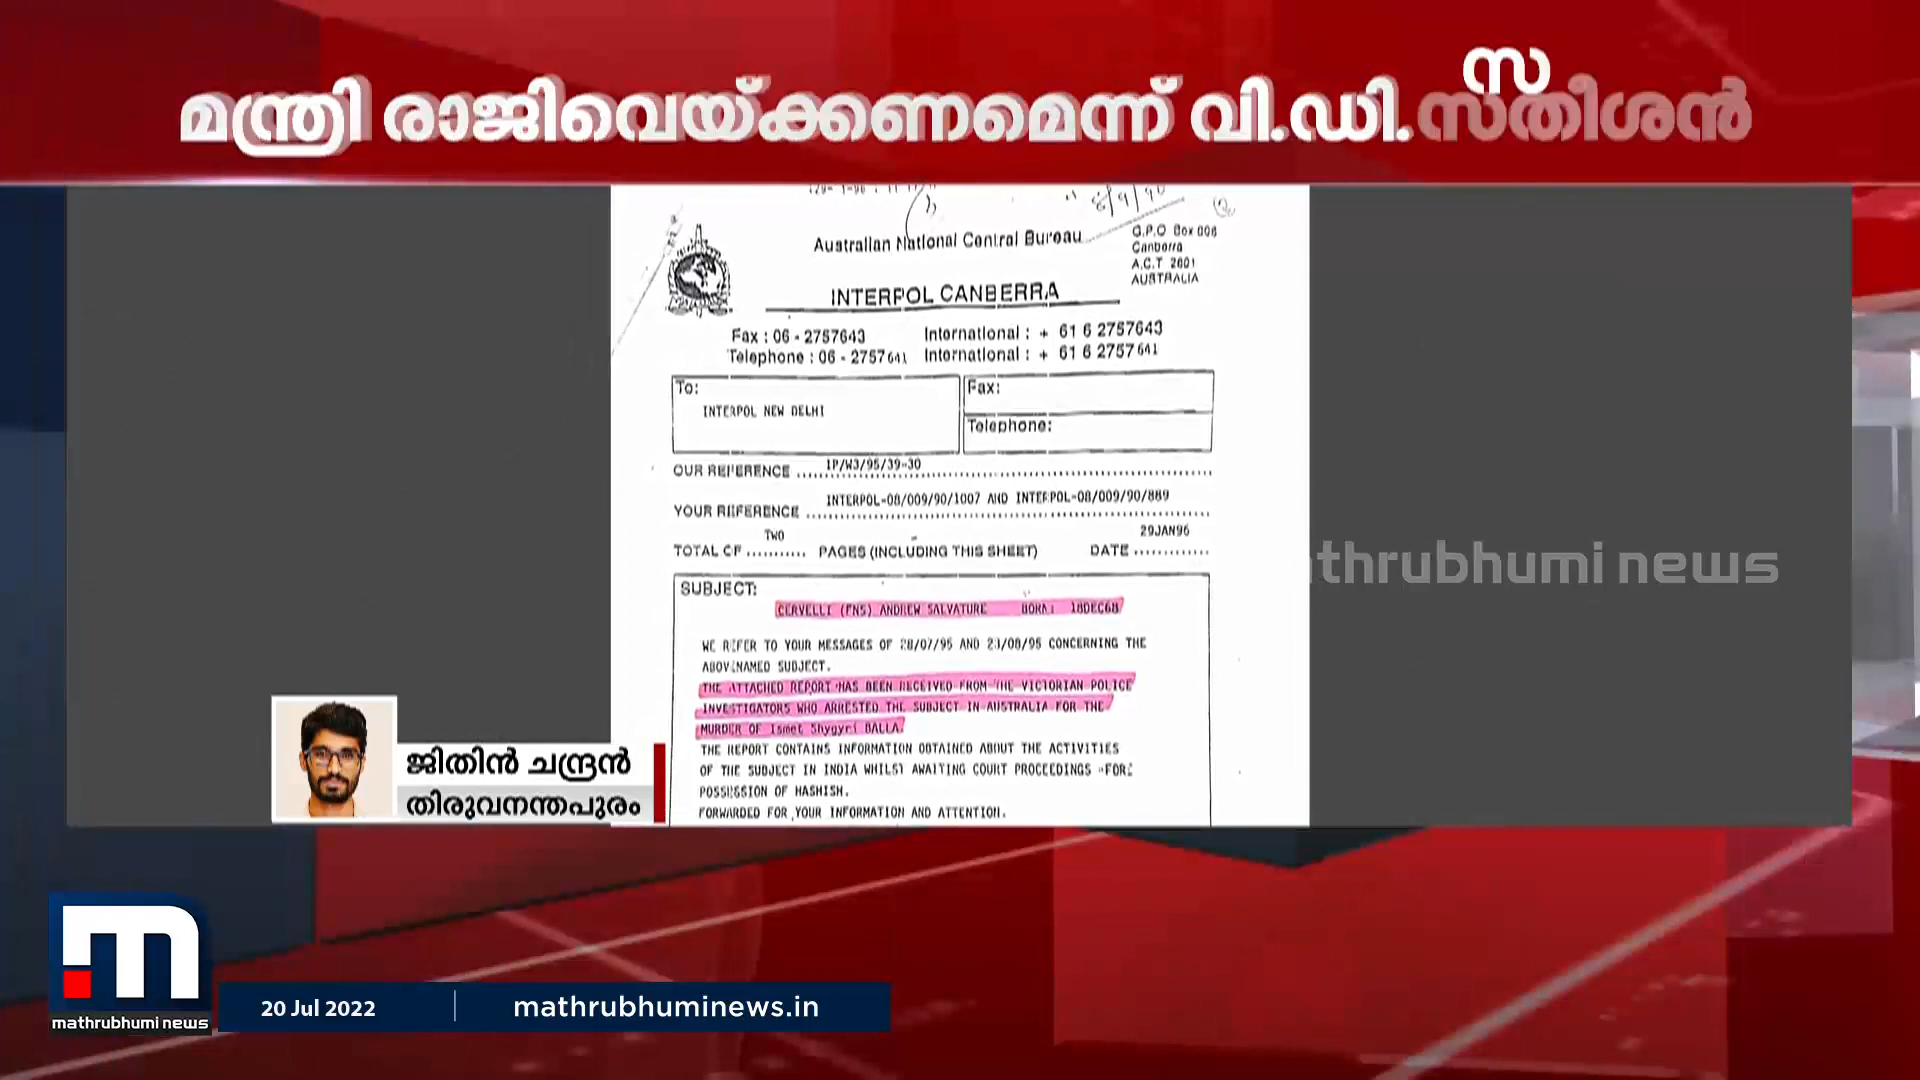 മന്ത്രി രാജിവെയ്ക്കണമെന്ന് വി.ഡി.സതീശൻ
Australian National Central Bureau
G.P.O Box 006
Canberra
A.C.T 2601
AUSTRALIA
INTERPOL CANBERRA
Fax : 06 - 2757643 International : + 61 6 2757643
Telephone : 06 - 2757641 International : + 61 6 2757641
To:
INTERPOL NEW DELHI
Fax:
Telephone:
OUR REFERENCE 1P/W3/95/39-30
YOUR REFERENCE INTERPOL-08/009/90/1007 AND INTERPOL-08/009/90/889
TOTAL OF TWO PAGES (INCLUDING THIS SHEET) DATE 29JAN96
SUBJECT:
CERVELLI (FNS) ANDREW SALVATURE BORN: 18DEC68
WE REFER TO YOUR MESSAGES OF 28/07/95 AND 23/08/95 CONCERNING THE
ABOVENAMED SUBJECT.
THE ATTACHED REPORT HAS BEEN RECEIVED FROM THE VICTORIAN POLICE
INVESTIGATORS WHO ARRESTED THE SUBJECT IN AUSTRALIA FOR THE
MURDER OF Ismet Shygyri BALLA.
THE REPORT CONTAINS INFORMATION OBTAINED ABOUT THE ACTIVITIES
OF THE SUBJECT IN INDIA WHILST AWAITING COURT PROCEEDINGS FOR
POSSESSION OF HASHISH.
FORWARDED FOR YOUR INFORMATION AND ATTENTION.
mathrubhumi news
ജിതിൻ ചന്ദ്രൻ
തിരുവനന്തപുരം
mathrubhumi news
20 Jul 2022
mathrubhuminews.in